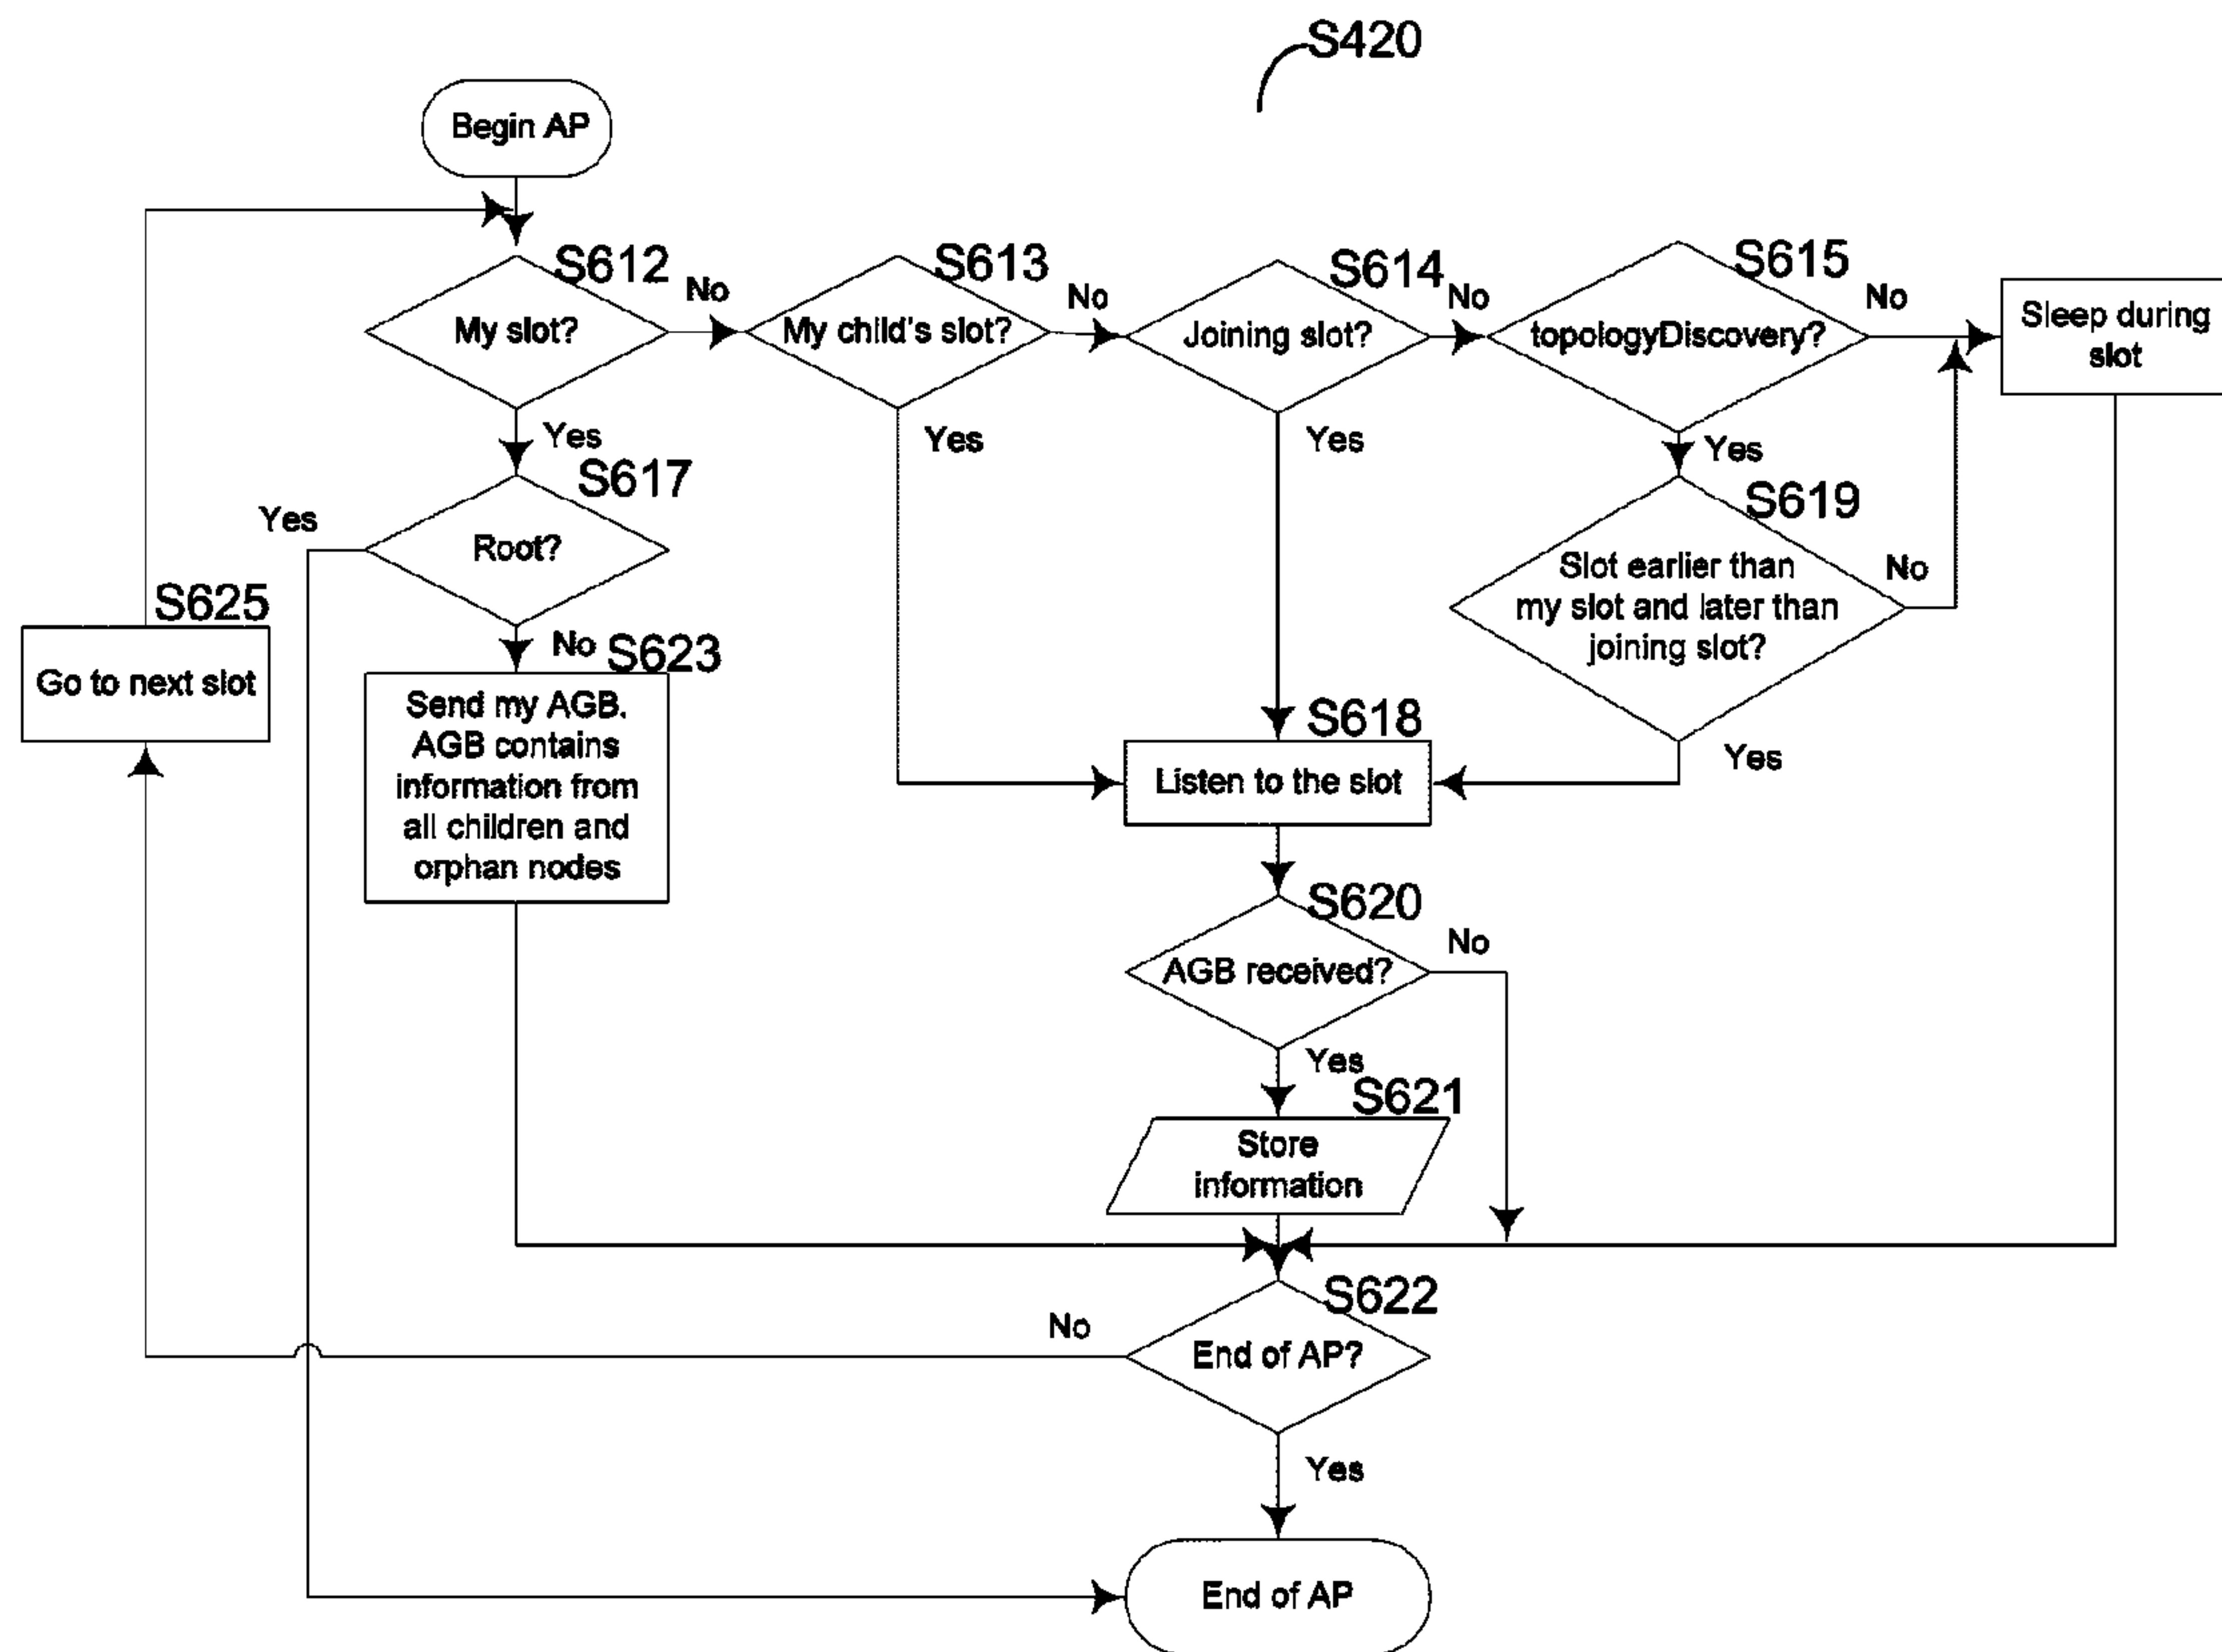 S420
Begin AP
S612
My slot?
No
S613
My child's slot?
No
S614
Joining slot?
No
S615
topologyDiscovery?
No
Sleep during
slot
Yes
Yes
Yes
Yes
S617
Root?
Yes
S619
Slot earlier than
my slot and later than
joining slot?
No
Yes
S625
Go to next slot
No
S623
Send my AGB.
AGB contains
information from
all children and
orphan nodes
S618
Listen to the slot
S620
AGB received?
No
Yes
S621
Store
information
S622
End of AP?
No
Yes
End of AP